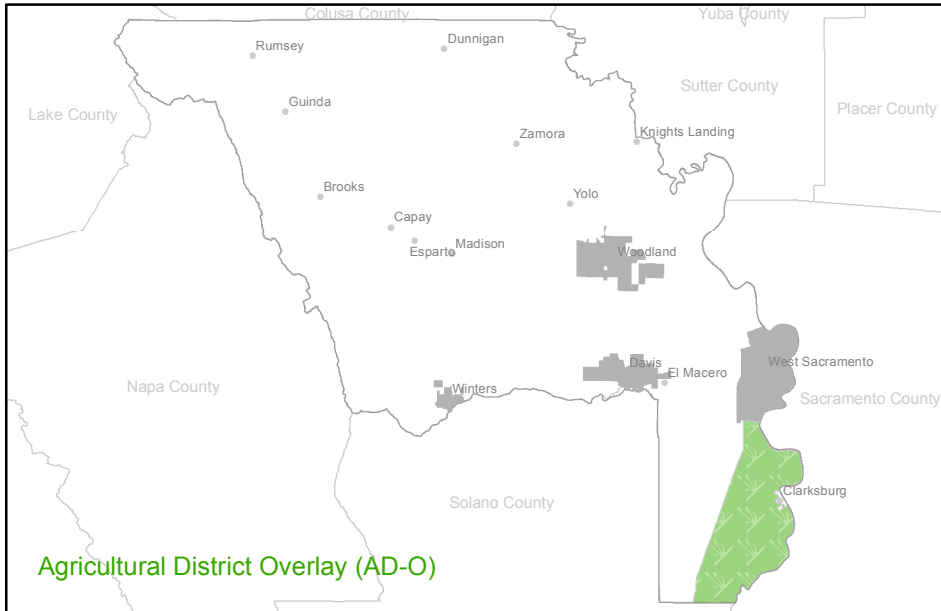 Colusa County
Yuba County
Rumsey
Dunnigan
Sutter County
Placer County
Lake County
Guinda
Zamora
Knights Landing
Brooks
Yolo
Capay
Esparto
Madison
Woodland
Davis
El Macero
West Sacramento
Napa County
Winters
Sacramento County
Solano County
Clarksburg
Agricultural District Overlay (AD-O)